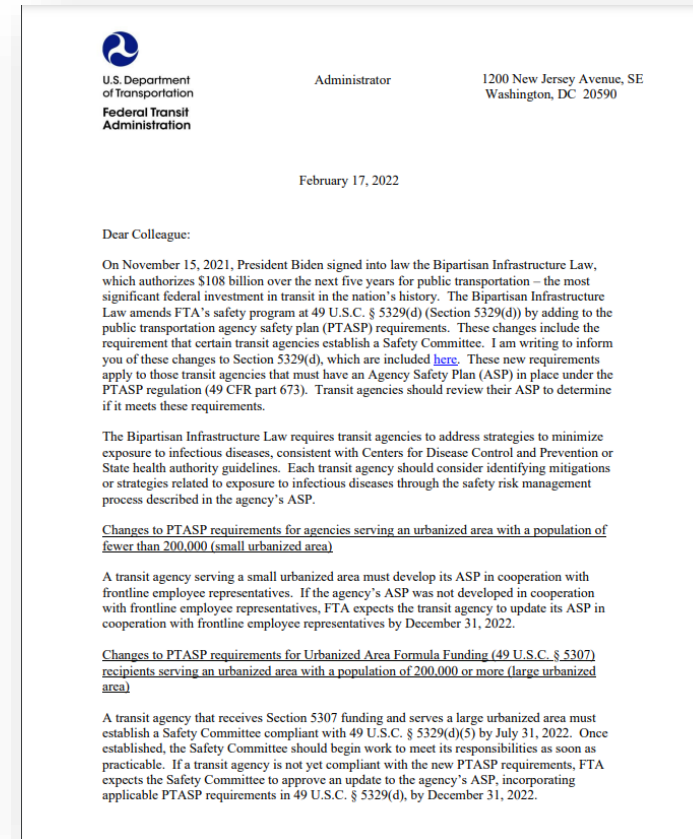 U.S. Department
of Transportation
Federal Transit
Administration
Administrator
1200 New Jersey Avenue, SE
Washington, DC 20590
February 17, 2022
Dear Colleague:
On November 15, 2021, President Biden signed into law the Bipartisan Infrastructure Law,
which authorizes $108 billion over the next five years for public transportation – the most
significant federal investment in transit in the nation's history. The Bipartisan Infrastructure
Law amends FTA's safety program at 49 U.S.C. § 5329(d) (Section 5329(d)) by adding to the
public transportation agency safety plan (PTASP) requirements. These changes include the
requirement that certain transit agencies establish a Safety Committee. I am writing to inform
you of these changes to Section 5329(d), which are included here. These new requirements
apply to those transit agencies that must have an Agency Safety Plan (ASP) in place under the
PTASP regulation (49 CFR part 673). Transit agencies should review their ASP to determine
if it meets these requirements.
The Bipartisan Infrastructure Law requires transit agencies to address strategies to minimize
exposure to infectious diseases, consistent with Centers for Disease Control and Prevention or
State health authority guidelines. Each transit agency should consider identifying mitigations
or strategies related to exposure to infectious diseases through the safety risk management
process described in the agency's ASP.
Changes to PTASP requirements for agencies serving an urbanized area with a population of
fewer than 200,000 (small urbanized area)
A transit agency serving a small urbanized area must develop its ASP in cooperation with
frontline employee representatives. If the agency's ASP was not developed in cooperation
with frontline employee representatives, FTA expects the transit agency to update its ASP in
cooperation with frontline employee representatives by December 31, 2022.
Changes to PTASP requirements for Urbanized Area Formula Funding (49 U.S.C. § 5307)
recipients serving an urbanized area with a population of 200,000 or more (large urbanized
area)
A transit agency that receives Section 5307 funding and serves a large urbanized area must
establish a Safety Committee compliant with 49 U.S.C. § 5329(d)(5) by July 31, 2022. Once
established, the Safety Committee should begin work to meet its responsibilities as soon as
practicable. If a transit agency is not yet compliant with the new PTASP requirements, FTA
expects the Safety Committee to approve an update to the agency's ASP, incorporating
applicable PTASP requirements in 49 U.S.C. § 5329(d), by December 31, 2022.